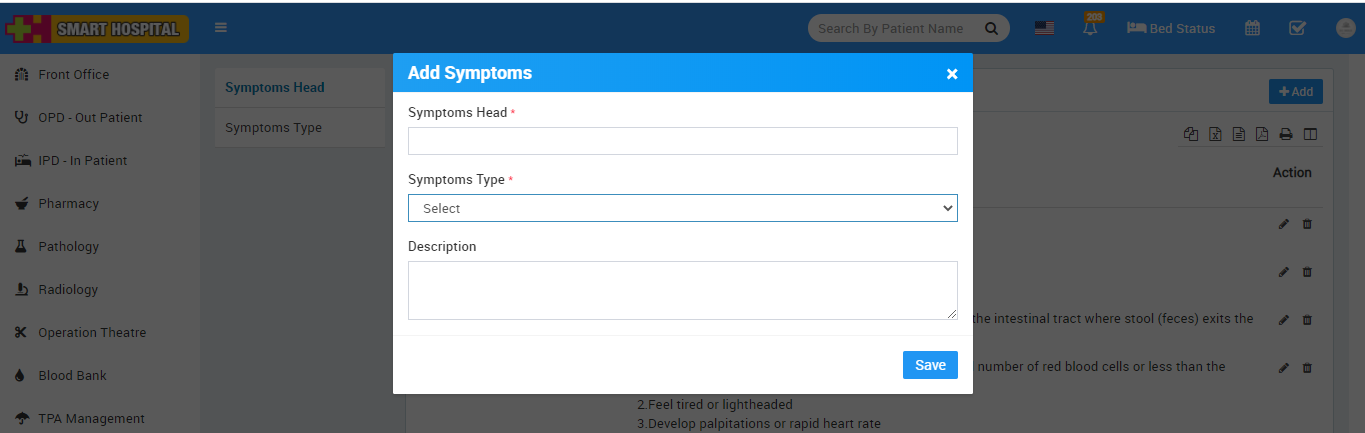 SMART HOSPITAL
Search By Patient Name
203
Bed Status
Front Office
OPD - Out Patient
IPD - In Patient
Pharmacy
Pathology
Radiology
Operation Theatre
Blood Bank
TPA Management
Symptoms Head
Symptoms Type
Add Symptoms
×
Symptoms Head *
Symptoms Type *
Select
Description
Save
+ Add
Action
the intestinal tract where stool (feces) exits the
number of red blood cells or less than the
2.Feel tired or lightheaded
3.Develop palpitations or rapid heart rate